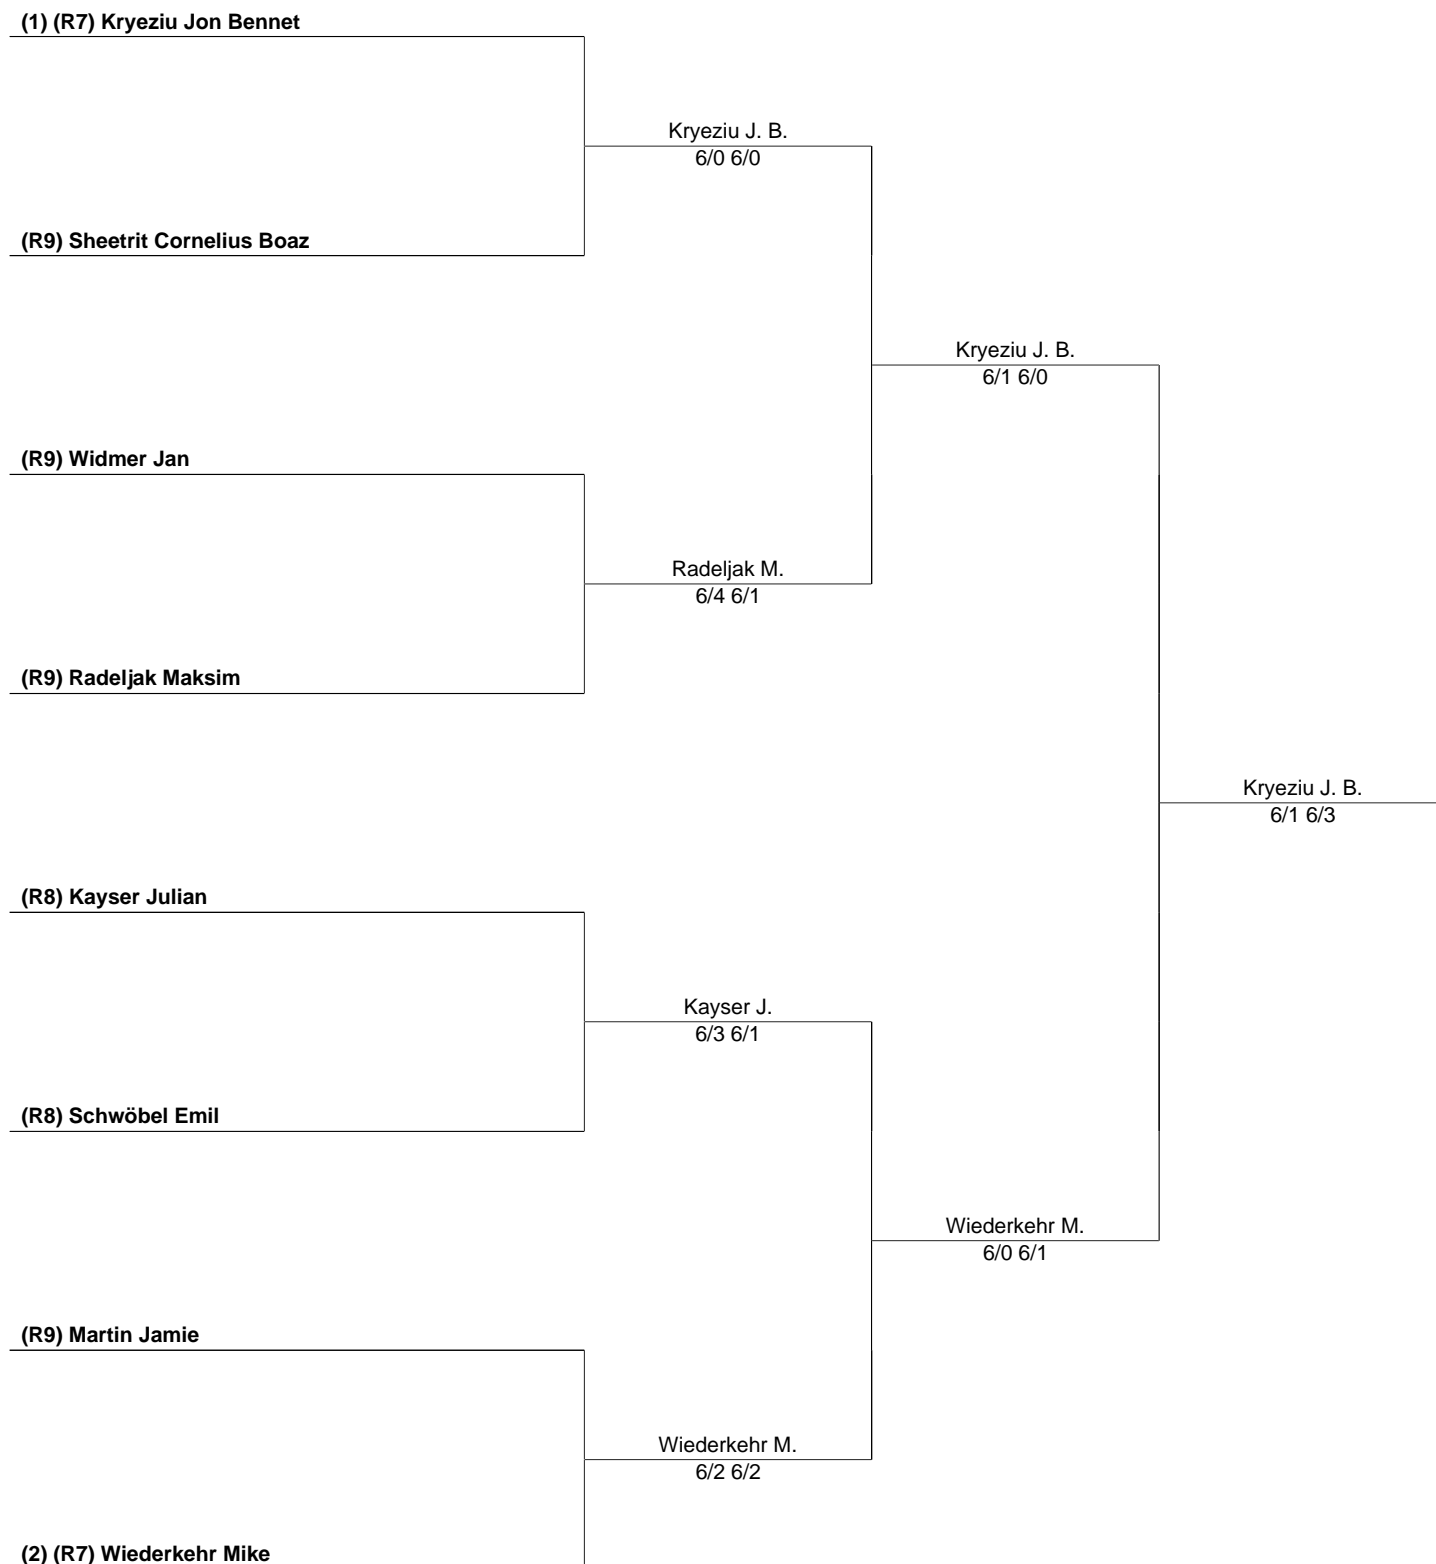 (1) (R7) Kryeziu Jon Bennet
Kryeziu J. B.
6/0 6/0
(R9) Sheetrit Cornelius Boaz
Kryeziu J. B.
6/1 6/0
(R9) Widmer Jan
Radeljak M.
6/4 6/1
(R9) Radeljak Maksim
Kryeziu J. B.
6/1 6/3
(R8) Kayser Julian
Kayser J.
6/3 6/1
(R8) Schwöbel Emil
Wiederkehr M.
6/0 6/1
(R9) Martin Jamie
Wiederkehr M.
6/2 6/2
(2) (R7) Wiederkehr Mike